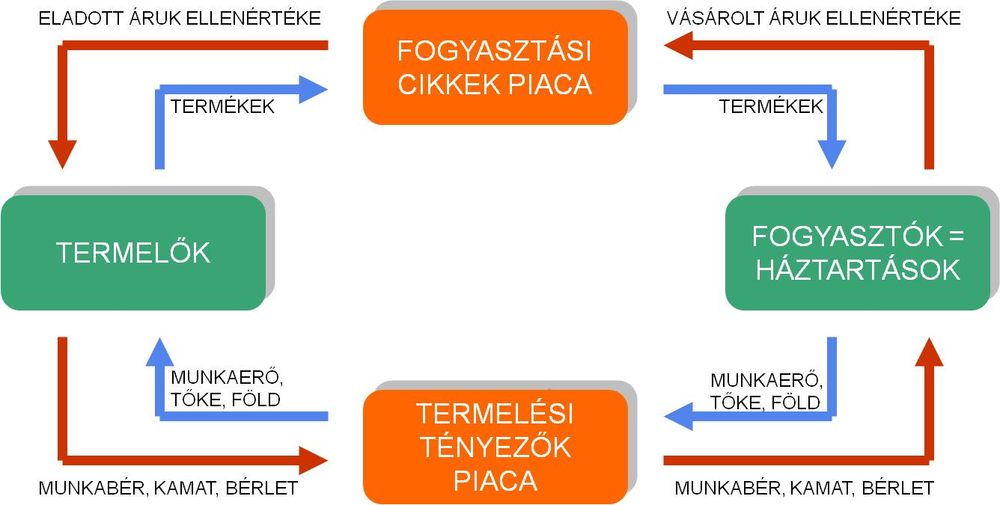 ELADOTT ÁRUK ELLENÉRTÉKE
FOGYASZTÁSI
CIKKEK PIACA
VÁSÁROLT ÁRUK ELLENÉRTÉKE
TERMÉKEK
TERMÉKEK
TERMELŐK
FOGYASZTÓK =
HÁZTARTÁSOK
MUNKAERŐ,
TŐKE, FÖLD
TERMELÉSI
TÉNYEZŐK
PIACA
MUNKAERŐ,
TŐKE, FÖLD
MUNKABÉR, KAMAT, BÉRLET
MUNKABÉR, KAMAT, BÉRLET